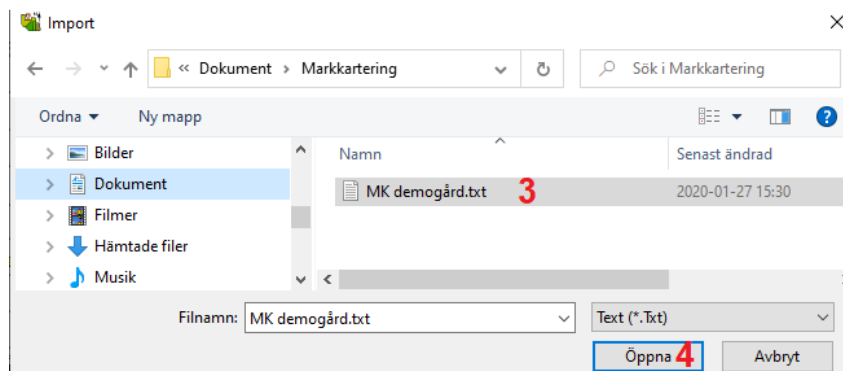 Import
« Dokument > Markkartering
Sök i Markkartering
Ordna
Ny mapp
Bilder
Dokument
Filmer
Hämtade filer
Musik
Namn
Senast ändrad
MK demogård.txt
3
2020-01-27 15:30
Filnamn:
MK demogård.txt
Text (*.Txt)
Öppna
4
Avbryt